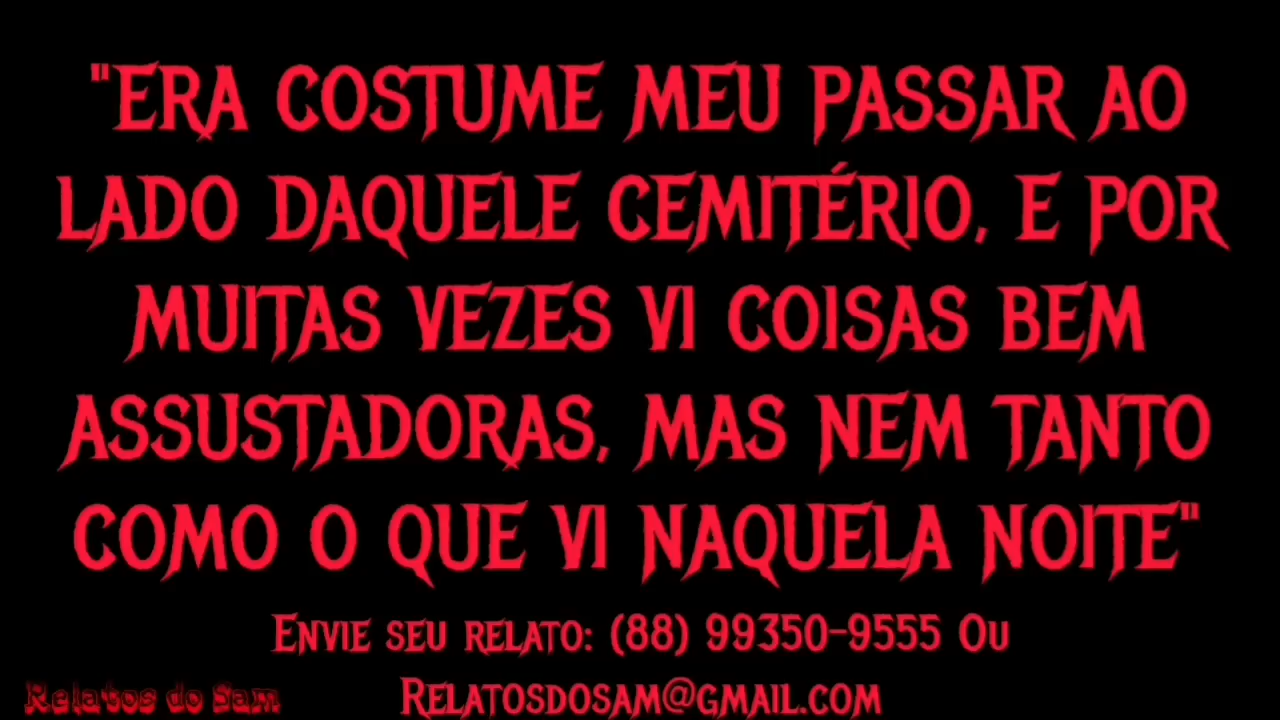 "ERA COSTUME MEU PASSAR AO
LADO DAQUELE CEMITÉRIO, E POR
MUITAS VEZES VI COISAS BEM
ASSUSTADORAS, MAS NEM TANTO
COMO O QUE VI NAQUELA NOITE"
ENVIE SEU RELATO: (88) 99350-9555 OU
RELATOSDOSAM@GMAIL.COM
Relatos do Sam